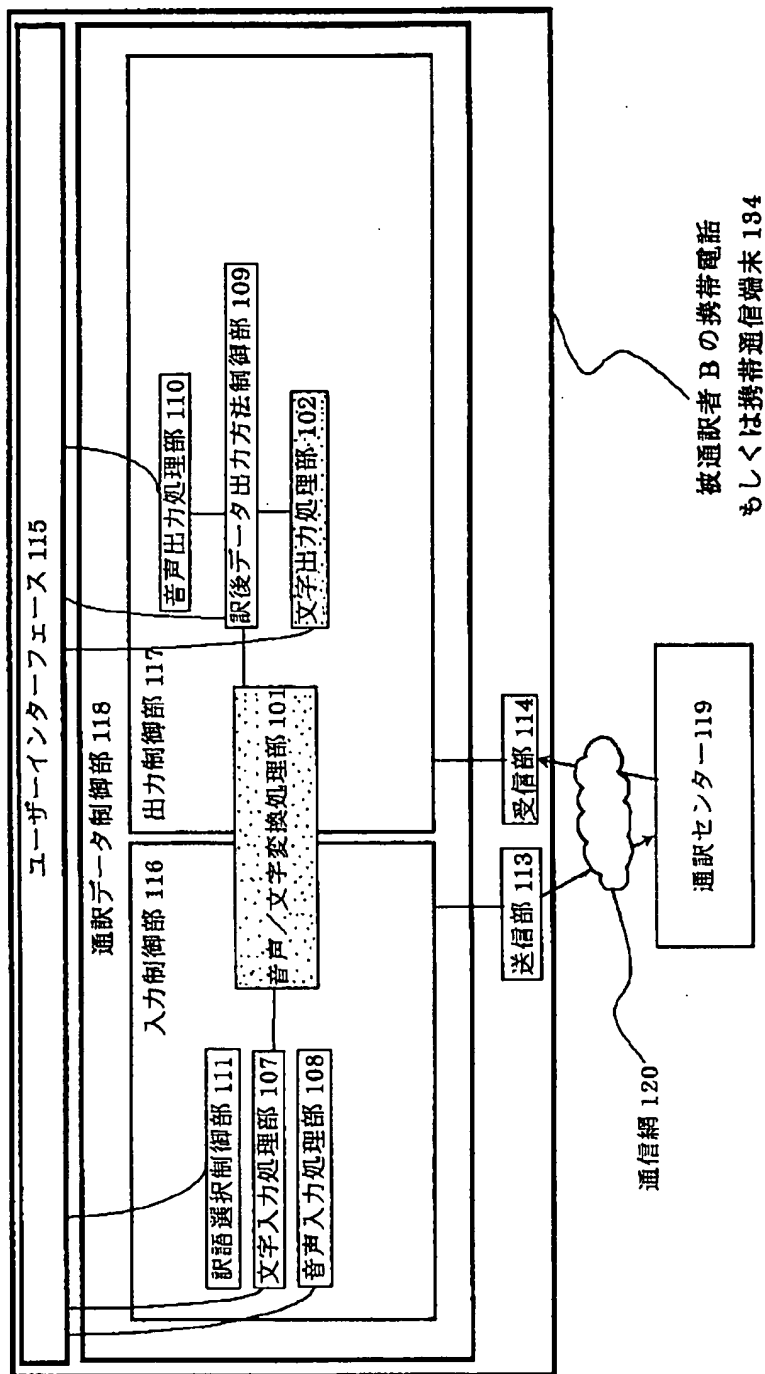 ユーザーインターフェース 115
通訳データ制御部 118
入力制御部 116
出力制御部 117
訳語選択制御部 111
文字入力処理部 107
音声入力処理部 108
音声／文字変換処理部 101
音声出力処理部 110
訳後データ出力方法制御部 109
文字出力処理部 102
送信部 113
受信部 114
通信網 120
通訳センター119
被通訳者 B の携帯電話
もしくは携帯通信端末 134